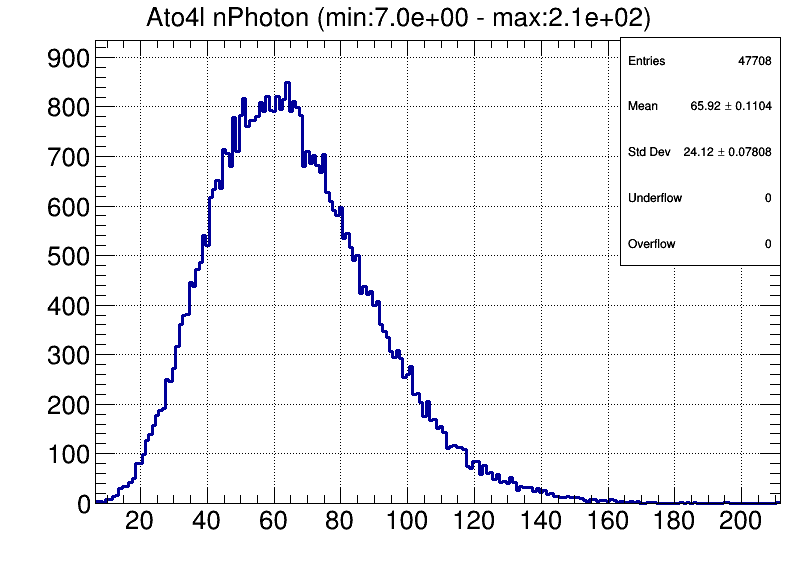 Ato4l nPhoton (min:7.0e+00 - max:2.1e+02)
900
800
700
600
500
400
300
200
100
0
Entries 47708
Mean 65.92 ± 0.1104
Std Dev 24.12 ± 0.07808
Underflow 0
Overflow 0
20 40 60 80 100 120 140 160 180 200